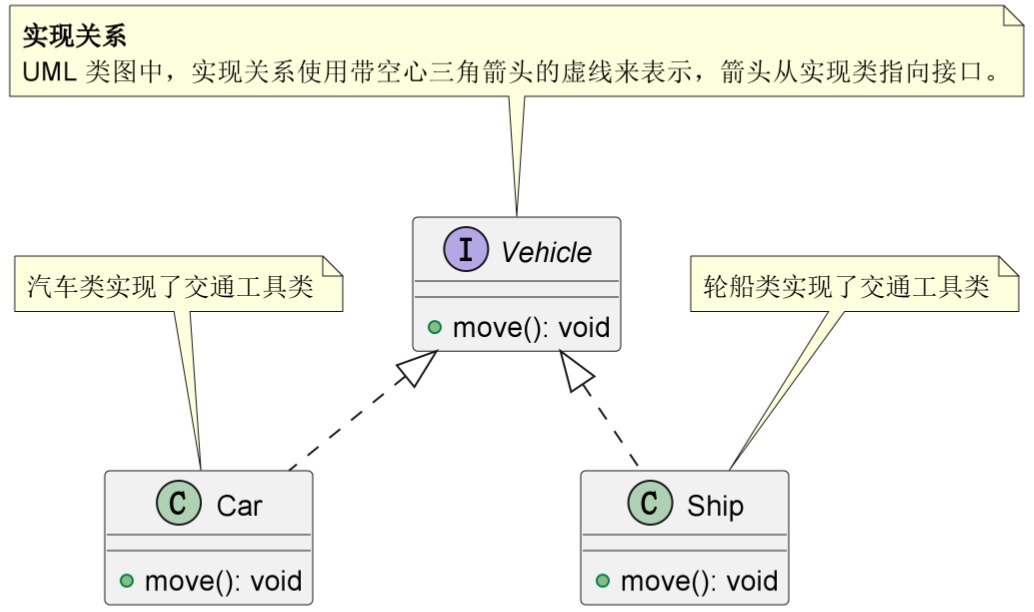 实现关系
UML 类图中，实现关系使用带空心三角箭头的虚线来表示，箭头从实现类指向接口。
I Vehicle
move(): void
汽车类实现了交通工具类
轮船类实现了交通工具类
C Car
move(): void
C Ship
move(): void